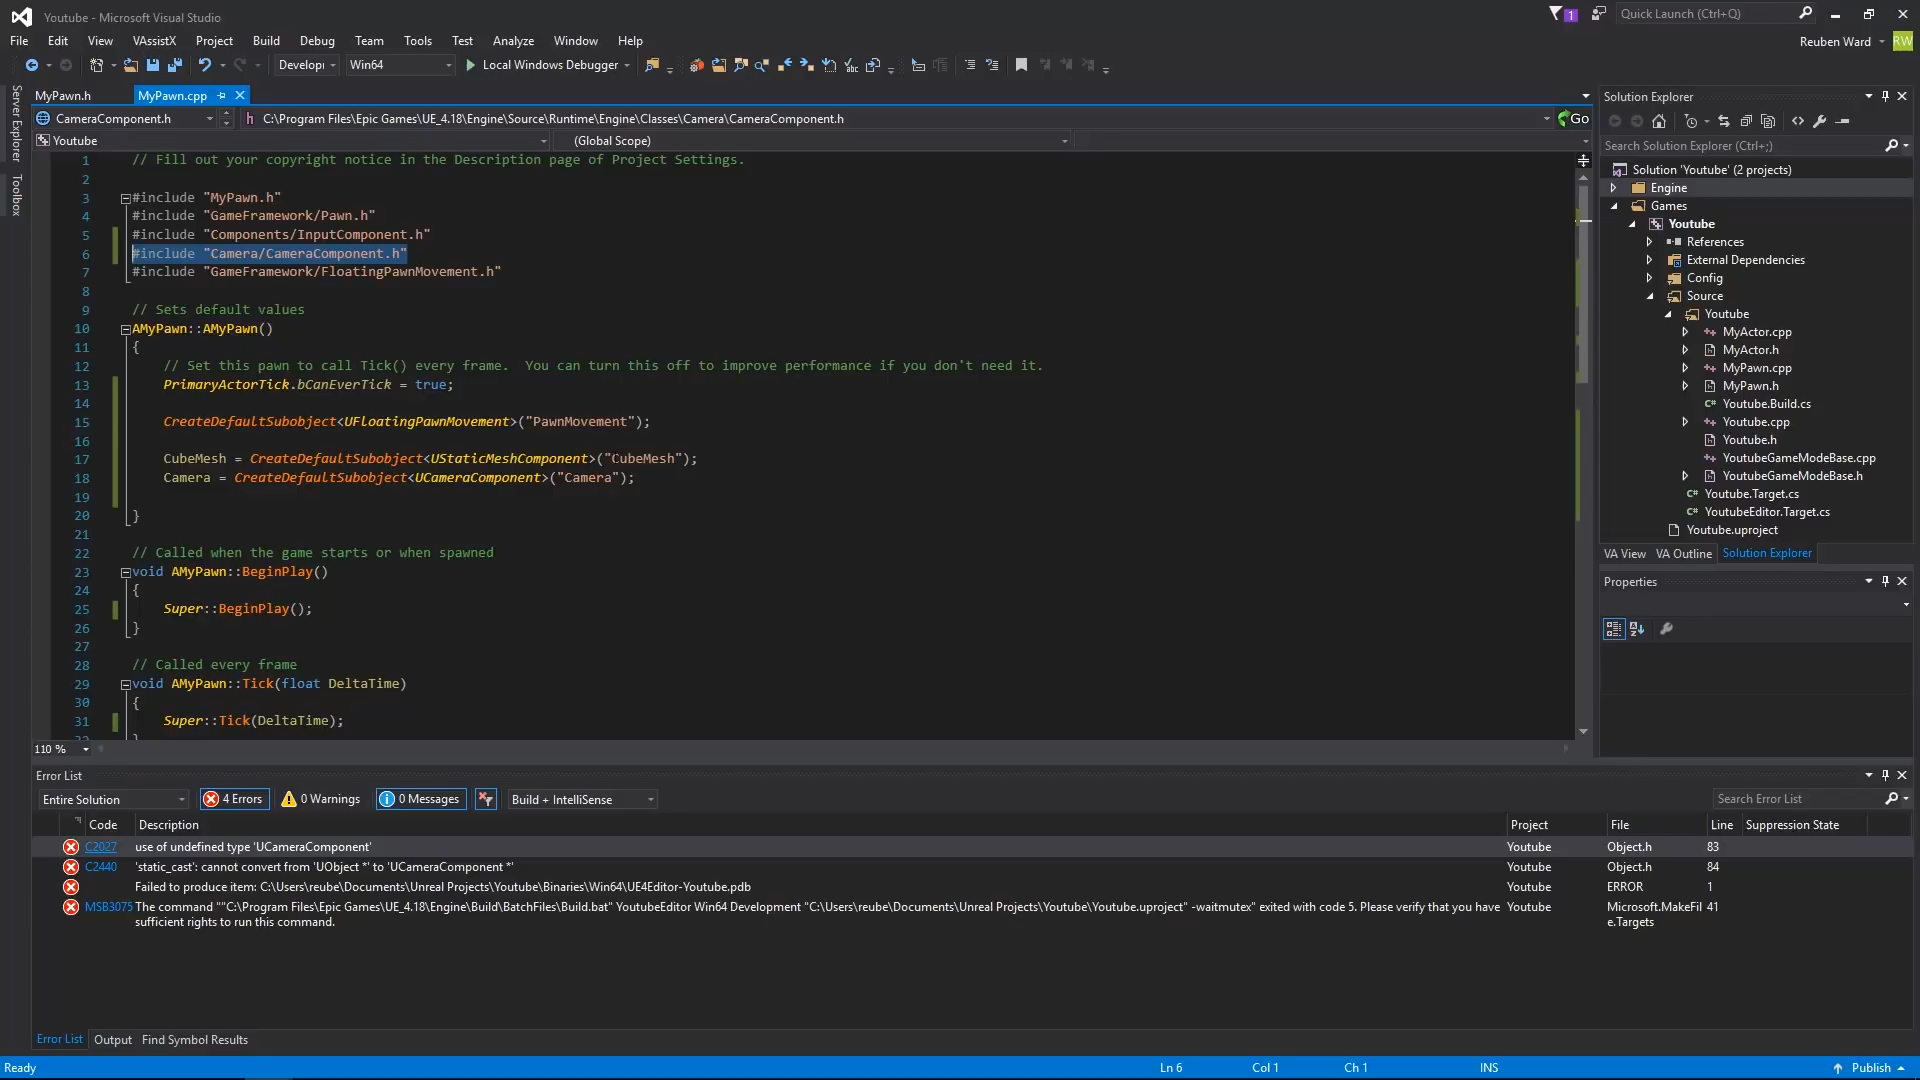 Youtube - Microsoft Visual Studio
1
Quick Launch (Ctrl+Q)
File Edit View VAssistX Project Build Debug Team Tools Test Analyze Window Help
Reuben Ward RW
Developi Win64 Local Windows Debugger
Server Explorer
Toolbox
MyPawn.h MyPawn.cpp
CameraComponent.h h C:\Program Files\Epic Games\UE_4.18\Engine\Source\Runtime\Engine\Classes\Camera\CameraComponent.h Go
Youtube (Global Scope)
1 // Fill out your copyright notice in the Description page of Project Settings.
2
3 #include "MyPawn.h"
4 #include "GameFramework/Pawn.h"
5 #include "Components/InputComponent.h"
6 #include "Camera/CameraComponent.h"
7 #include "GameFramework/FloatingPawnMovement.h"
8
9 // Sets default values
10 AMyPawn::AMyPawn()
11 {
12 // Set this pawn to call Tick() every frame.  You can turn this off to improve performance if you don't need it.
13 PrimaryActorTick.bCanEverTick = true;
14
15 CreateDefaultSubobject<UFloatingPawnMovement>("PawnMovement");
16
17 CubeMesh = CreateDefaultSubobject<UStaticMeshComponent>("CubeMesh");
18 Camera = CreateDefaultSubobject<UCameraComponent>("Camera");
19
20 }
21
22 // Called when the game starts or when spawned
23 void AMyPawn::BeginPlay()
24 {
25 Super::BeginPlay();
26 }
27
28 // Called every frame
29 void AMyPawn::Tick(float DeltaTime)
30 {
31 Super::Tick(DeltaTime);
110 %
Solution Explorer
Search Solution Explorer (Ctrl+;)
Solution 'Youtube' (2 projects)
Engine
Games
Youtube
References
External Dependencies
Config
Source
Youtube
MyActor.cpp
MyActor.h
MyPawn.cpp
MyPawn.h
Youtube.Build.cs
Youtube.cpp
Youtube.h
YoutubeGameModeBase.cpp
YoutubeGameModeBase.h
Youtube.Target.cs
YoutubeEditor.Target.cs
Youtube.uproject
VA View VA Outline Solution Explorer
Properties
Error List
Entire Solution 4 Errors 0 Warnings 0 Messages Build + IntelliSense Search Error List
Code Description Project File Line Suppression State
C2027 use of undefined type 'UCameraComponent' Youtube Object.h 83
C2440 'static_cast': cannot convert from 'UObject *' to 'UCameraComponent *' Youtube Object.h 84
Failed to produce item: C:\Users\reube\Documents\Unreal Projects\Youtube\Binaries\Win64\UE4Editor-Youtube.pdb Youtube ERROR 1
MSB3075 The command ""C:\Program Files\Epic Games\UE_4.18\Engine\Build\BatchFiles\Build.bat" YoutubeEditor Win64 Development "C:\Users\reube\Documents\Unreal Projects\Youtube\Youtube.uproject" -waitmutex" exited with code 5. Please verify that you have Youtube Microsoft.MakeFil 41
sufficient rights to run this command. e.Targets
Error List Output Find Symbol Results
Ready Ln 6 Col 1 Ch 1 INS Publish